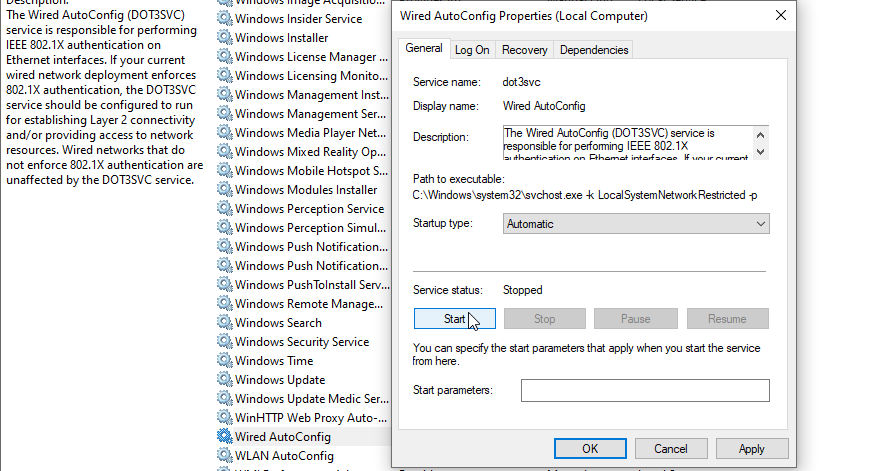 Description:
The Wired AutoConfig (DOT3SVC)
service is responsible for performing
IEEE 802.1X authentication on
Ethernet interfaces. If your current
wired network deployment enforces
802.1X authentication, the DOT3SVC
service should be configured to run
for establishing Layer 2 connectivity
and/or providing access to network
resources. Wired networks that do
not enforce 802.1X authentication are
unaffected by the DOT3SVC service.
Windows Image Acquisitio...
Windows Insider Service
Windows Installer
Windows License Manager ...
Windows Licensing Monito...
Windows Management Inst...
Windows Management Ser...
Windows Media Player Net...
Windows Mixed Reality Op...
Windows Mobile Hotspot S...
Windows Modules Installer
Windows Perception Service
Windows Perception Simul...
Windows Push Notification...
Windows Push Notification...
Windows PushToInstall Serv...
Windows Remote Manage...
Windows Search
Windows Security Service
Windows Time
Windows Update
Windows Update Medic Ser...
WinHTTP Web Proxy Auto-...
Wired AutoConfig
WLAN AutoConfig
Wired AutoConfig Properties (Local Computer)
General Log On Recovery Dependencies
Service name: dot3svc
Display name: Wired AutoConfig
Description: The Wired AutoConfig (DOT3SVC) service is
responsible for performing IEEE 802.1X
authentication on Ethernet interfaces. If your current
Path to executable:
C:\Windows\system32\svchost.exe -k LocalSystemNetworkRestricted -p
Startup type: Automatic
Service status: Stopped
Start Stop Pause Resume
You can specify the start parameters that apply when you start the service
from here.
Start parameters:
OK Cancel Apply